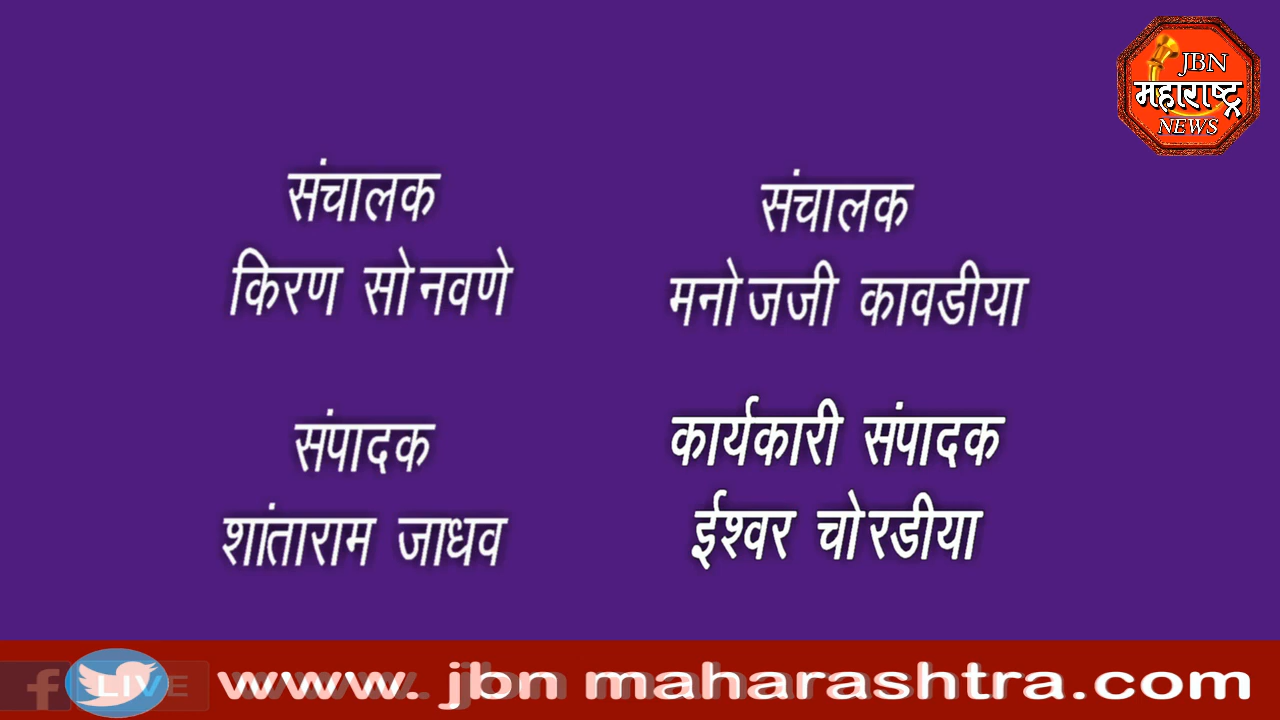 JBN
महाराष्ट्र
NEWS
संचालक
किरण सोनवणे
संचालक
मनोजजी कावडीया
संपादक
शांताराम जाधव
कार्यकारी संपादक
ईश्वर चोरडीया
f LIVE www. jbn maharashtra.com